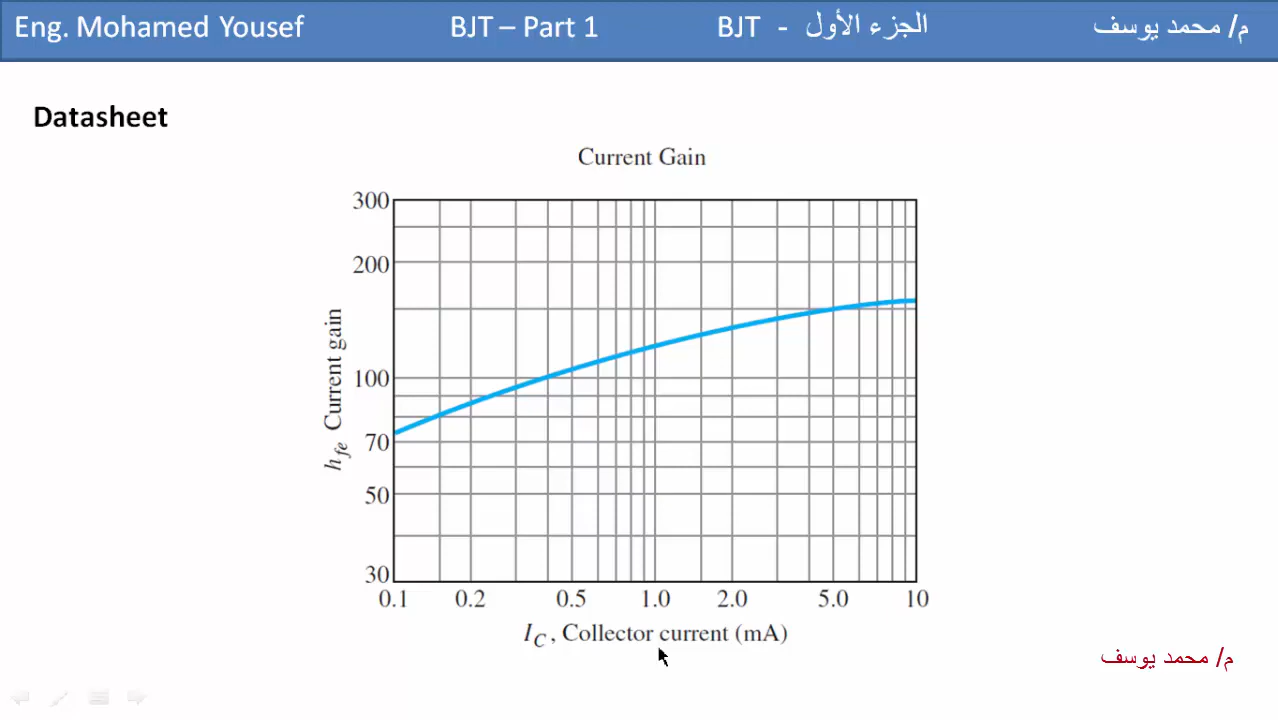 Eng. Mohamed Yousef BJT – Part 1 BJT - الجزء الأول م/ محمد يوسف
Datasheet
Current Gain
300
200
100
70
50
30
h_fe Current gain
0.1 0.2 0.5 1.0 2.0 5.0 10
I_C, Collector current (mA)
م/ محمد يوسف